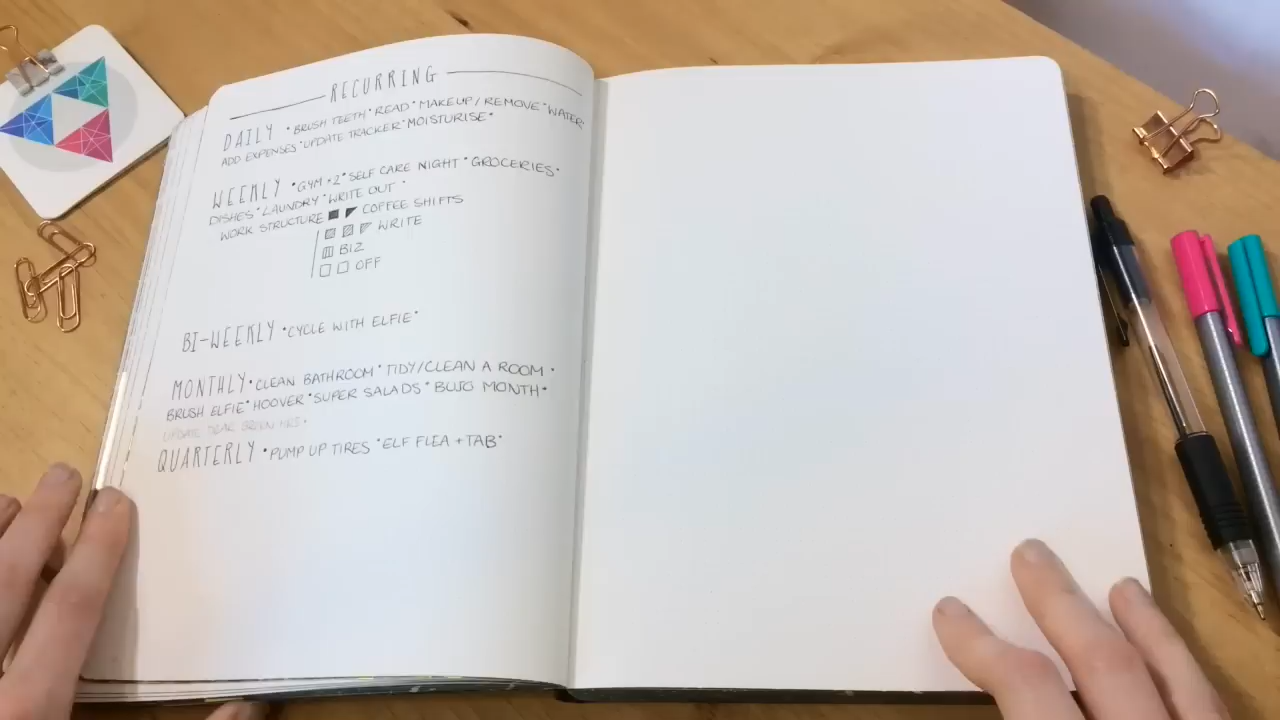 RECURRING
DAILY •BRUSH TEETH •READ •MAKEUP/REMOVE •WATER•
ADD EXPENSES •UPDATE TRACKER •MOISTURISE•
WEEKLY •GYM ×2 •SELF CARE NIGHT •GROCERIES•
DISHES •LAUNDRY •WRITE OUT •
WORK STRUCTURE COFFEE SHIFTS
WRITE
BIZ
OFF
BI-WEEKLY •CYCLE WITH ELFIE•
MONTHLY •CLEAN BATHROOM •TIDY/CLEAN A ROOM •
BRUSH ELFIE •HOOVER •SUPER SALADS •BUJO MONTH•
UPDATE
QUARTERLY •PUMP UP TIRES •ELF FLEA + TAB•